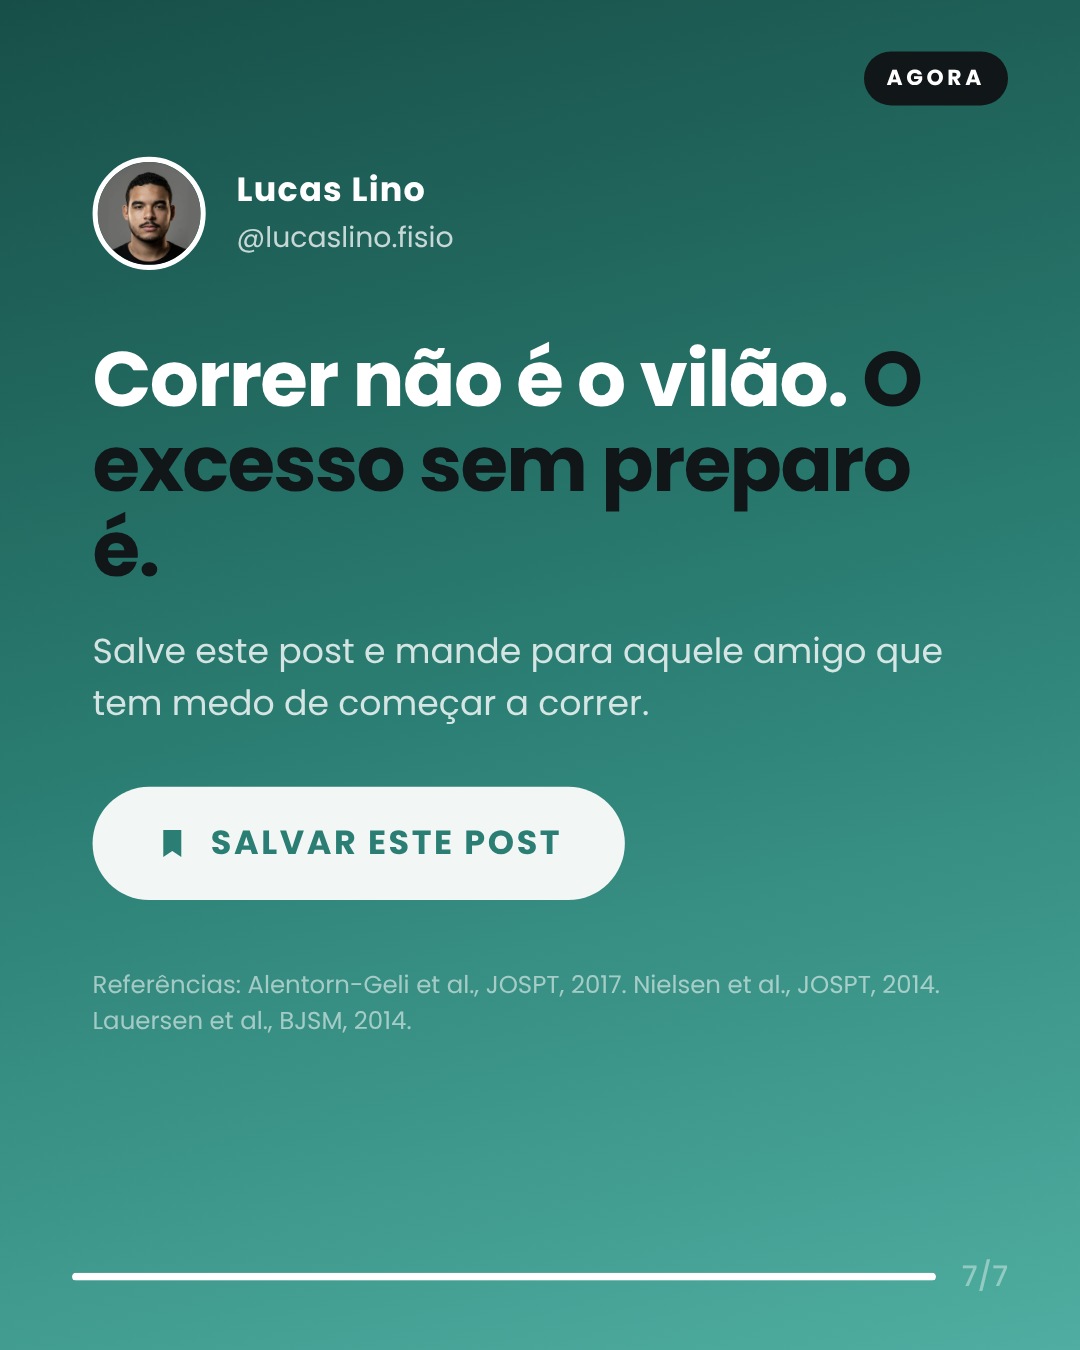 AGORA
Lucas Lino
@lucaslino.fisio
Correr não é o vilão. O
excesso sem preparo
é.
Salve este post e mande para aquele amigo que
tem medo de começar a correr.
SALVAR ESTE POST
Referências: Alentorn-Geli et al., JOSPT, 2017. Nielsen et al., JOSPT, 2014.
Lauersen et al., BJSM, 2014.
7/7